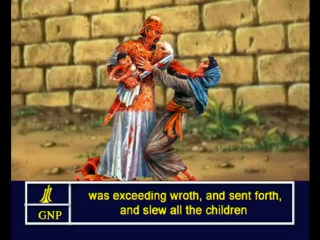 was exceeding wroth, and sent forth,
and slew all the children
GNP